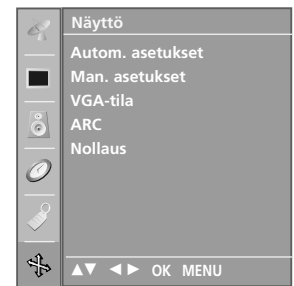 Näyttö
Autom. asetukset
Man. asetukset
VGA-tila
ARC
Nollaus
▲▼ ◄► OK MENU